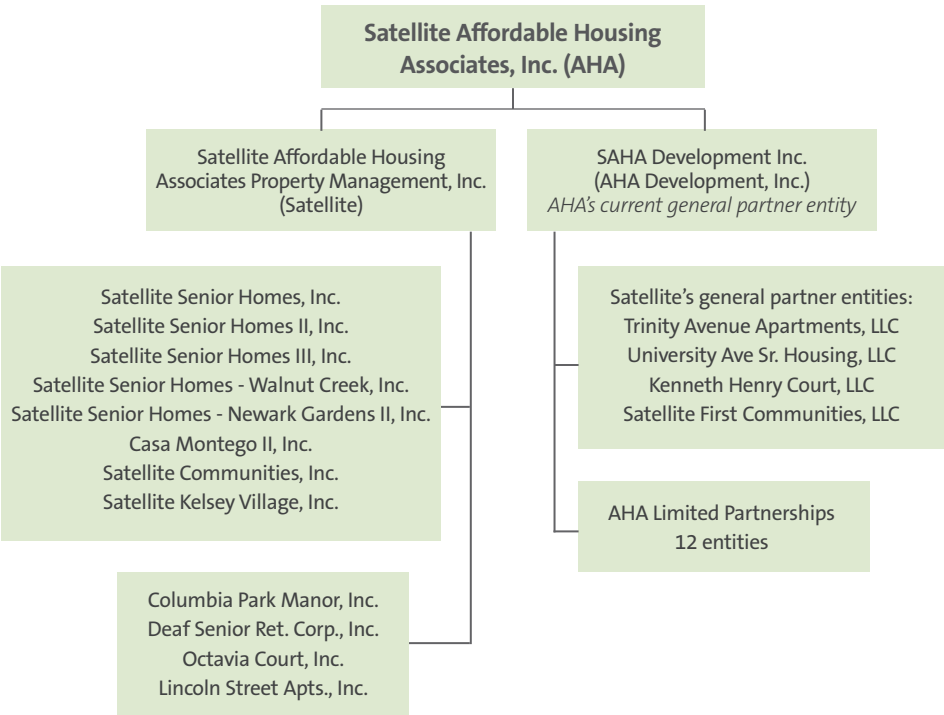 Satellite Affordable Housing
Associates, Inc. (AHA)
Satellite Affordable Housing
Associates Property Management, Inc.
(Satellite)
SAHA Development Inc.
(AHA Development, Inc.)
AHA's current general partner entity
Satellite Senior Homes, Inc.
Satellite Senior Homes II, Inc.
Satellite Senior Homes III, Inc.
Satellite Senior Homes - Walnut Creek, Inc.
Satellite Senior Homes - Newark Gardens II, Inc.
Casa Montego II, Inc.
Satellite Communities, Inc.
Satellite Kelsey Village, Inc.
Satellite's general partner entities:
Trinity Avenue Apartments, LLC
University Ave Sr. Housing, LLC
Kenneth Henry Court, LLC
Satellite First Communities, LLC
AHA Limited Partnerships
12 entities
Columbia Park Manor, Inc.
Deaf Senior Ret. Corp., Inc.
Octavia Court, Inc.
Lincoln Street Apts., Inc.